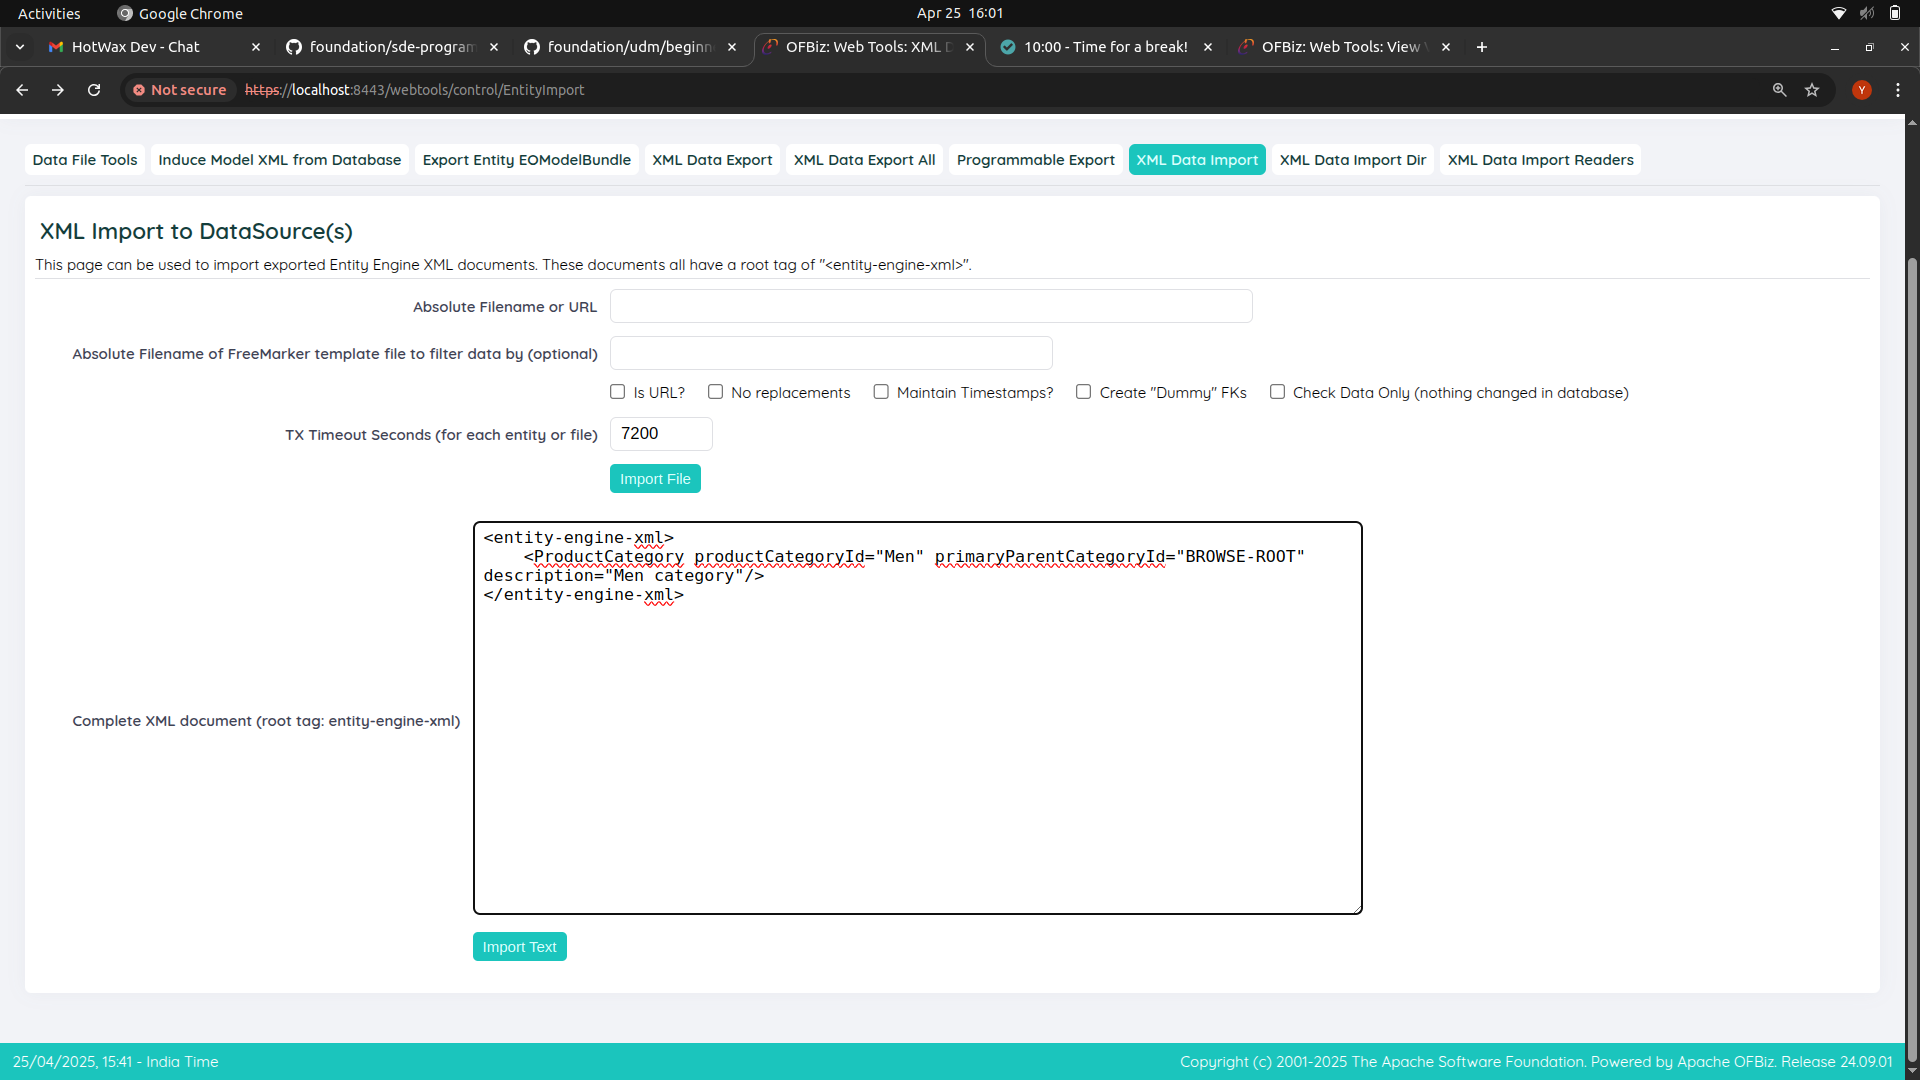 Activities Google Chrome Apr 25 16:01
HotWax Dev - Chat foundation/sde-program foundation/udm/beginn OFBiz: Web Tools: XML D 10:00 - Time for a break! OFBiz: Web Tools: View
Not secure https://localhost:8443/webtools/control/EntityImport Y
Data File Tools Induce Model XML from Database Export Entity EOModelBundle XML Data Export XML Data Export All Programmable Export XML Data Import XML Data Import Dir XML Data Import Readers
XML Import to DataSource(s)
This page can be used to import exported Entity Engine XML documents. These documents all have a root tag of "<entity-engine-xml>".
Absolute Filename or URL
Absolute Filename of FreeMarker template file to filter data by (optional)
Is URL? No replacements Maintain Timestamps? Create "Dummy" FKs Check Data Only (nothing changed in database)
TX Timeout Seconds (for each entity or file) 7200
Import File
<entity-engine-xml>
<ProductCategory productCategoryId="Men" primaryParentCategoryId="BROWSE-ROOT"
description="Men category"/>
</entity-engine-xml>
Complete XML document (root tag: entity-engine-xml)
Import Text
25/04/2025, 15:41 - India Time Copyright (c) 2001-2025 The Apache Software Foundation. Powered by Apache OFBiz. Release 24.09.01